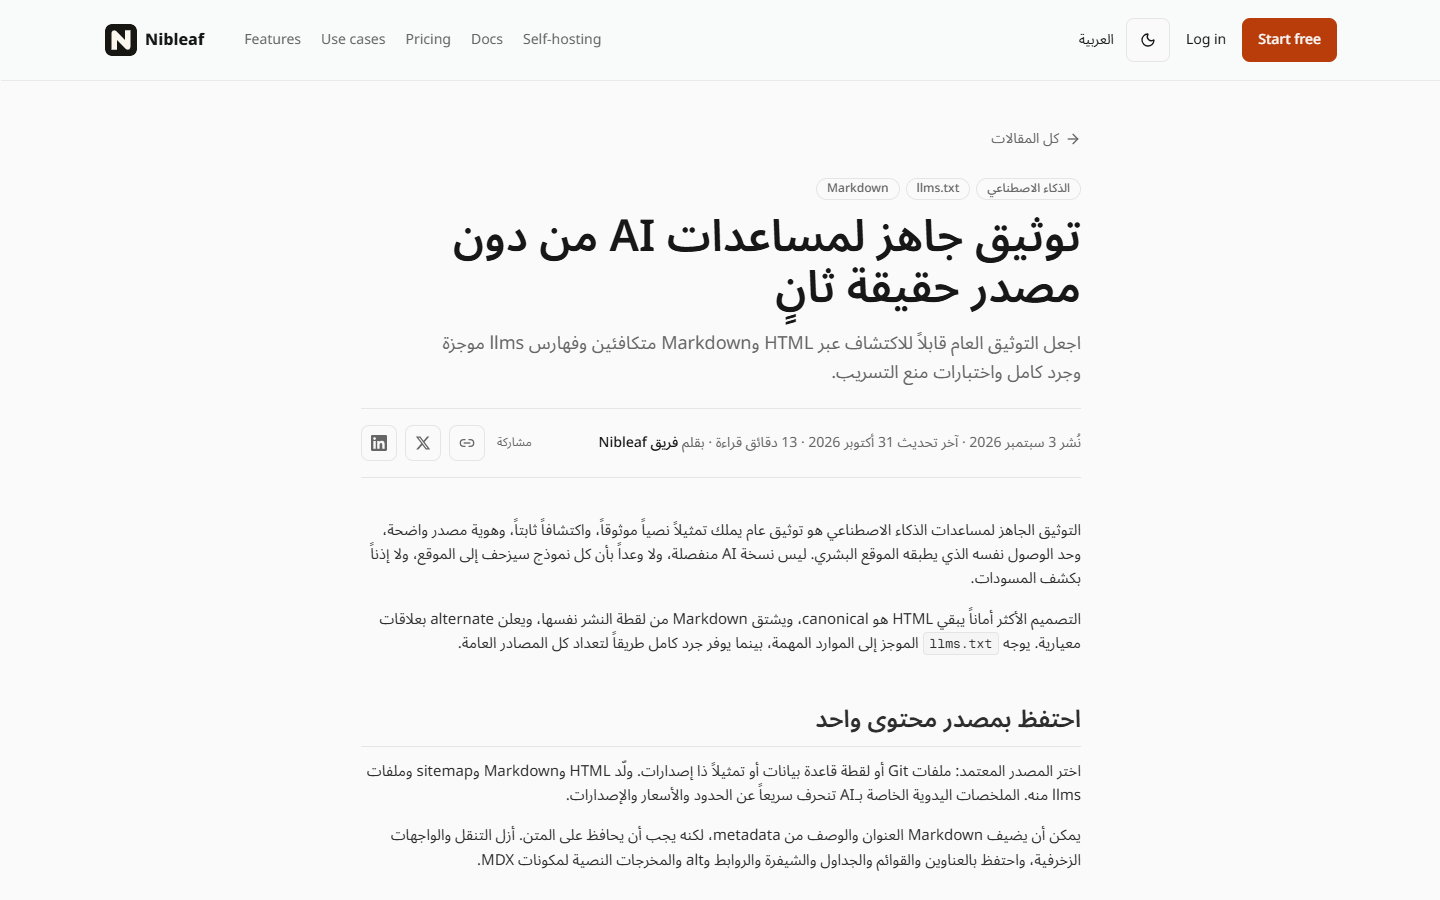 Nibleaf
Features
Use cases
Pricing
Docs
Self-hosting
العربية
Log in
Start free
كل المقالات
الذكاء الاصطناعي
llms.txt
Markdown
توثيق جاهز لمساعدات AI من دون
مصدر حقيقة ثانٍ
اجعل التوثيق العام قابلاً للاكتشاف عبر HTML وMarkdown متكافئين وفهارس llms موجزة
وجرد كامل واختبارات منع التسريب.
نُشر 3 سبتمبر 2026 · آخر تحديث 31 أكتوبر 2026 · 13 دقائق قراءة · بقلم فريق Nibleaf
مشاركة
التوثيق الجاهز لمساعدات الذكاء الاصطناعي هو توثيق عام يملك تمثيلاً نصياً موثوقاً، واكتشافاً ثابتاً، وهوية مصدر واضحة،
وحد الوصول نفسه الذي يطبقه الموقع البشري. ليس نسخة AI منفصلة، ولا وعداً بأن كل نموذج سيزحف إلى الموقع، ولا إذناً
بكشف المسودات.
التصميم الأكثر أماناً يبقي HTML هو canonical، ويشتق Markdown من لقطة النشر نفسها، ويعلن alternate بعلاقات
معيارية. يوجه llms.txt الموجز إلى الموارد المهمة، بينما يوفر جرد كامل طريقاً لتعداد كل المصادر العامة.
احتفظ بمصدر محتوى واحد
اختر المصدر المعتمد: ملفات Git أو لقطة قاعدة بيانات أو تمثيلاً ذا إصدارات. ولّد HTML وMarkdown وsitemap وملفات
llms منه. الملخصات اليدوية الخاصة بـAI تنحرف سريعاً عن الحدود والأسعار والإصدارات.
يمكن أن يضيف Markdown العنوان والوصف من metadata، لكنه يجب أن يحافظ على المتن. أزل التنقل والواجهات
الزخرفية، واحتفظ بالعناوين والقوائم والجداول والشيفرة والروابط وalt والمخرجات النصية لمكونات MDX.